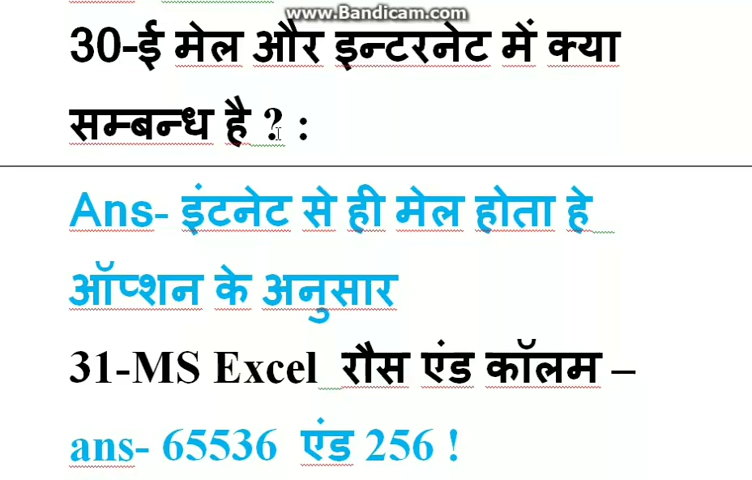 www.Bandicam.com
30-ई मेल और इन्टरनेट में क्या
सम्बन्ध है ? :
Ans- इंटनेट से ही मेल होता हे
ऑप्शन के अनुसार
31-MS Excel रौस एंड कॉलम –
ans- 65536 एंड 256 !